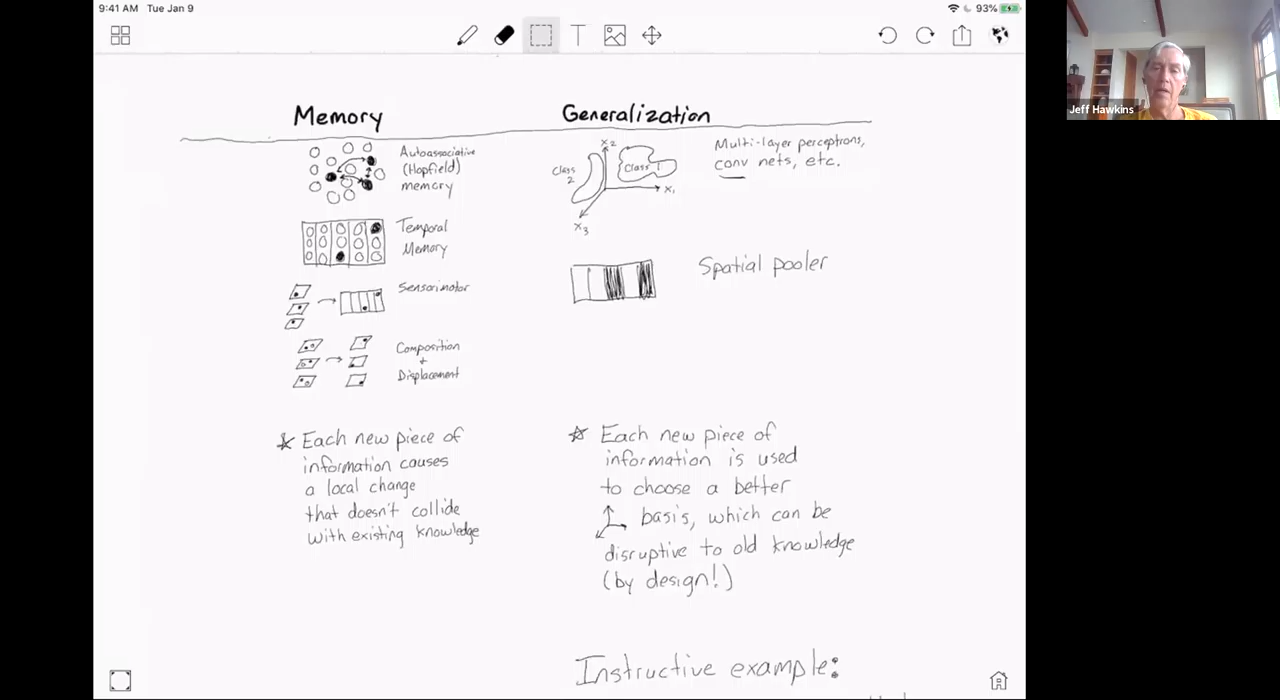 9:41 AM Tue Jan 9
93%
T
Jeff Hawkins
Memory
Generalization
Autoassociative
(Hopfield)
memory
Class
2
Class 1
x2
x1
x3
Multi-layer perceptrons,
conv nets, etc.
Temporal
Memory
Spatial pooler
Sensorimotor
Composition
+
Displacement
☆ Each new piece of
information causes
a local change
that doesn't collide
with existing knowledge
☆ Each new piece of
information is used
to choose a better
basis, which can be
disruptive to old knowledge
(by design!)
Instructive example: